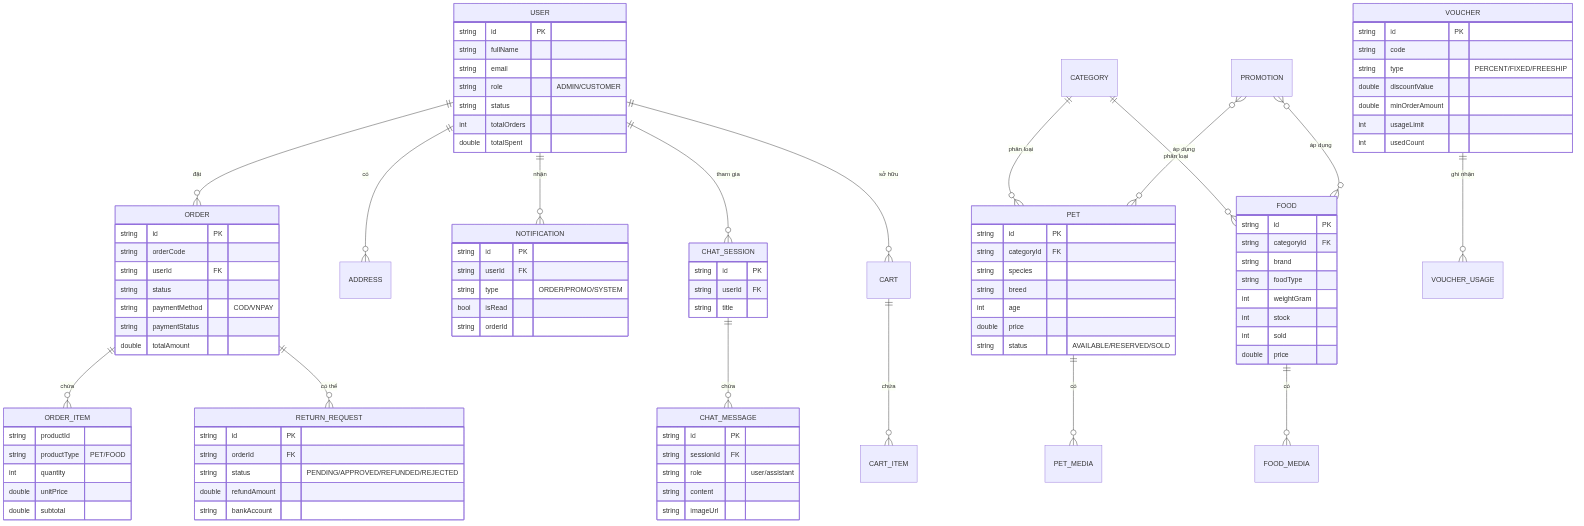 USER
string id PK
string fullName
string email
string role ADMIN/CUSTOMER
string status
int totalOrders
double totalSpent
VOUCHER
string id PK
string code
string type PERCENT/FIXED/FREESHIP
double discountValue
double minOrderAmount
int usageLimit
int usedCount
CATEGORY
PROMOTION
đặt
có
nhận
tham gia
sở hữu
phân loại
áp dụng
phân loại
áp dụng
ghi nhận
ORDER
string id PK
string orderCode
string userId FK
string status
string paymentMethod COD/VNPAY
string paymentStatus
double totalAmount
ADDRESS
NOTIFICATION
string id PK
string userId FK
string type ORDER/PROMO/SYSTEM
bool isRead
string orderId
CHAT_SESSION
string id PK
string userId FK
string title
CART
PET
string id PK
string categoryId FK
string species
string breed
int age
double price
string status AVAILABLE/RESERVED/SOLD
FOOD
string id PK
string categoryId FK
string brand
string foodType
int weightGram
int stock
int sold
double price
VOUCHER_USAGE
chứa
có thể
chứa
chứa
có
có
ORDER_ITEM
string productId
string productType PET/FOOD
int quantity
double unitPrice
double subtotal
RETURN_REQUEST
string id PK
string orderId FK
string status PENDING/APPROVED/REFUNDED/REJECTED
double refundAmount
string bankAccount
CHAT_MESSAGE
string id PK
string sessionId FK
string role user/assistant
string content
string imageUrl
CART_ITEM
PET_MEDIA
FOOD_MEDIA